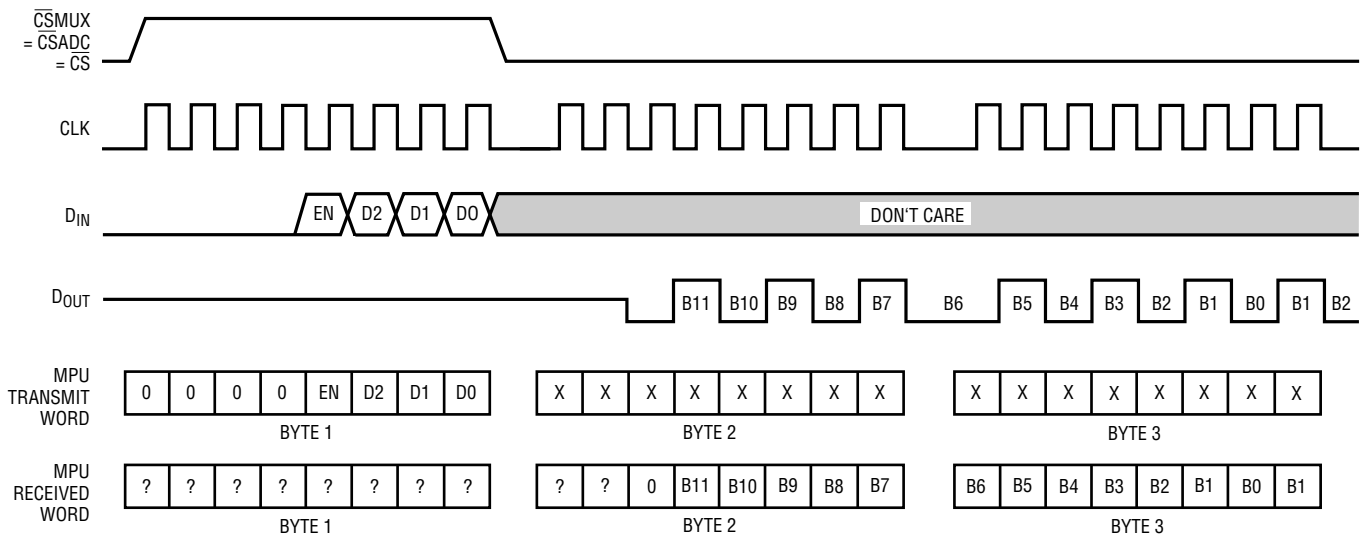 CSMUX
= CSADC
= CS
CLK
DIN
EN D2 D1 DO
DON'T CARE
DOUT
B11 B10 B9 B8 B7 B6 B5 B4 B3 B2 B1 B0 B1 B2
MPU
TRANSMIT
WORD
0 0 0 0 EN D2 D1 D0
X X X X X X X X
X X X X X X X X
BYTE 1
BYTE 2
BYTE 3
MPU
RECEIVED
WORD
? ? ? ? ? ? ? ?
? ? 0 B11 B10 B9 B8 B7
B6 B5 B4 B3 B2 B1 B0 B1
BYTE 1
BYTE 2
BYTE 3